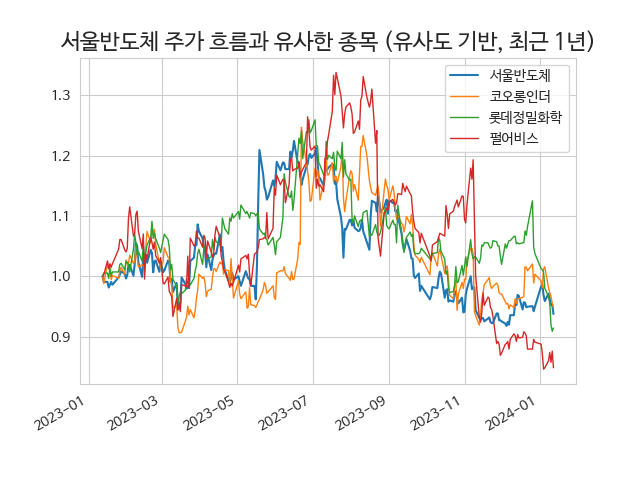 서울반도체 주가 흐름과 유사한 종목 (유사도 기반, 최근 1년)
서울반도체
코오롱인더
롯데정밀화학
펄어비스
1.3
1.2
1.1
1.0
0.9
2023-01
2023-03
2023-05
2023-07
2023-09
2023-11
2024-01